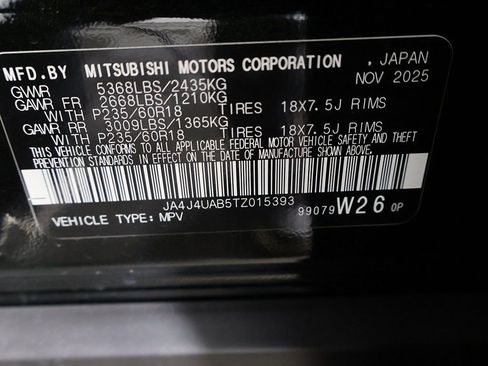 MFD.BY MITSUBISHI MOTORS CORPORATION , JAPAN
GVWR 5368LBS/2435KG NOV 2025
GAWR FR 2668LBS/1210KG
WITH P235/60R18 TIRES 18X7.5J RIMS
GAWR RR 3009LBS/1365KG
WITH P235/60R18 TIRES 18X7.5J RIMS
THIS VEHICLE CONFORMS TO ALL APPLICABLE FEDERAL MOTOR VEHICLE SAFETY AND THEFT
PREVENTION STANDARDS IN EFFECT ON THE DATE OF MANUFACTURE SHOWN ABOVE.
JA4J4UAB5TZ015393
VEHICLE TYPE: MPV 99079 W26 0P